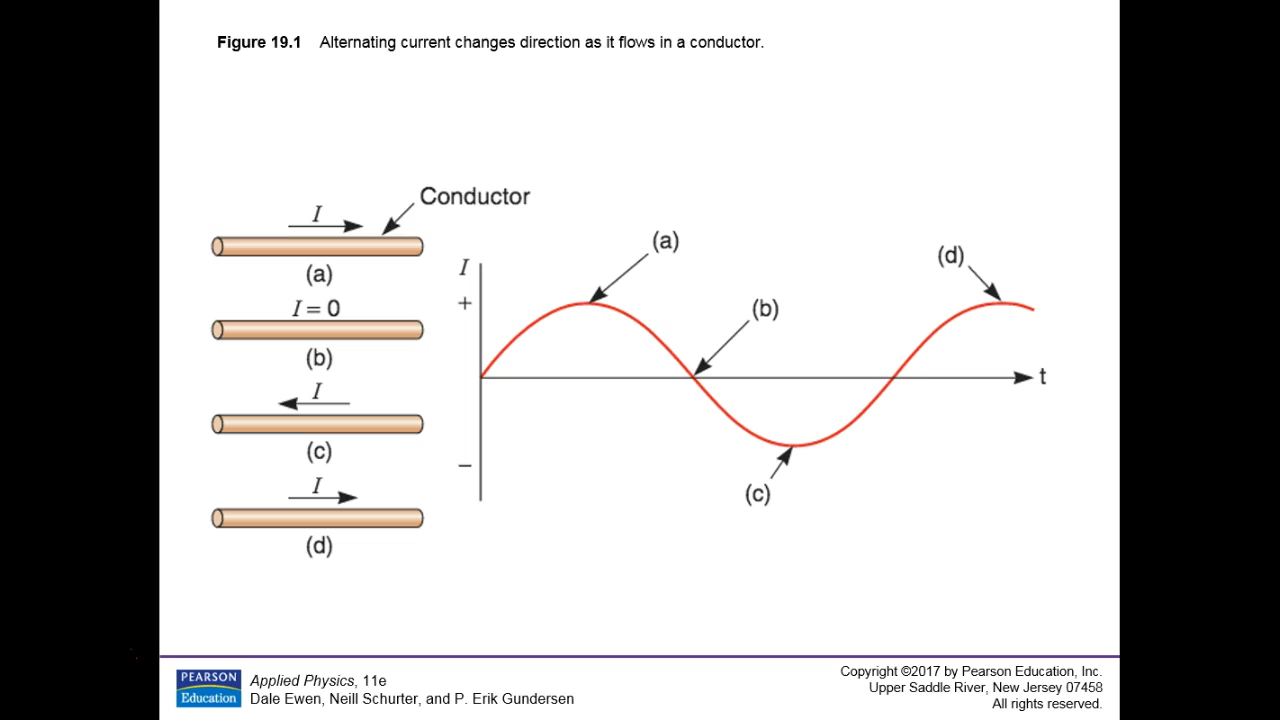 Figure 19.1 Alternating current changes direction as it flows in a conductor.
Conductor
I
(a)
I = 0
(b)
I
(c)
I
(d)
I
+
−
(a)
(b)
(c)
(d)
t
PEARSON
Education
Applied Physics, 11e
Dale Ewen, Neill Schurter, and P. Erik Gundersen
Copyright ©2017 by Pearson Education, Inc.
Upper Saddle River, New Jersey 07458
All rights reserved.